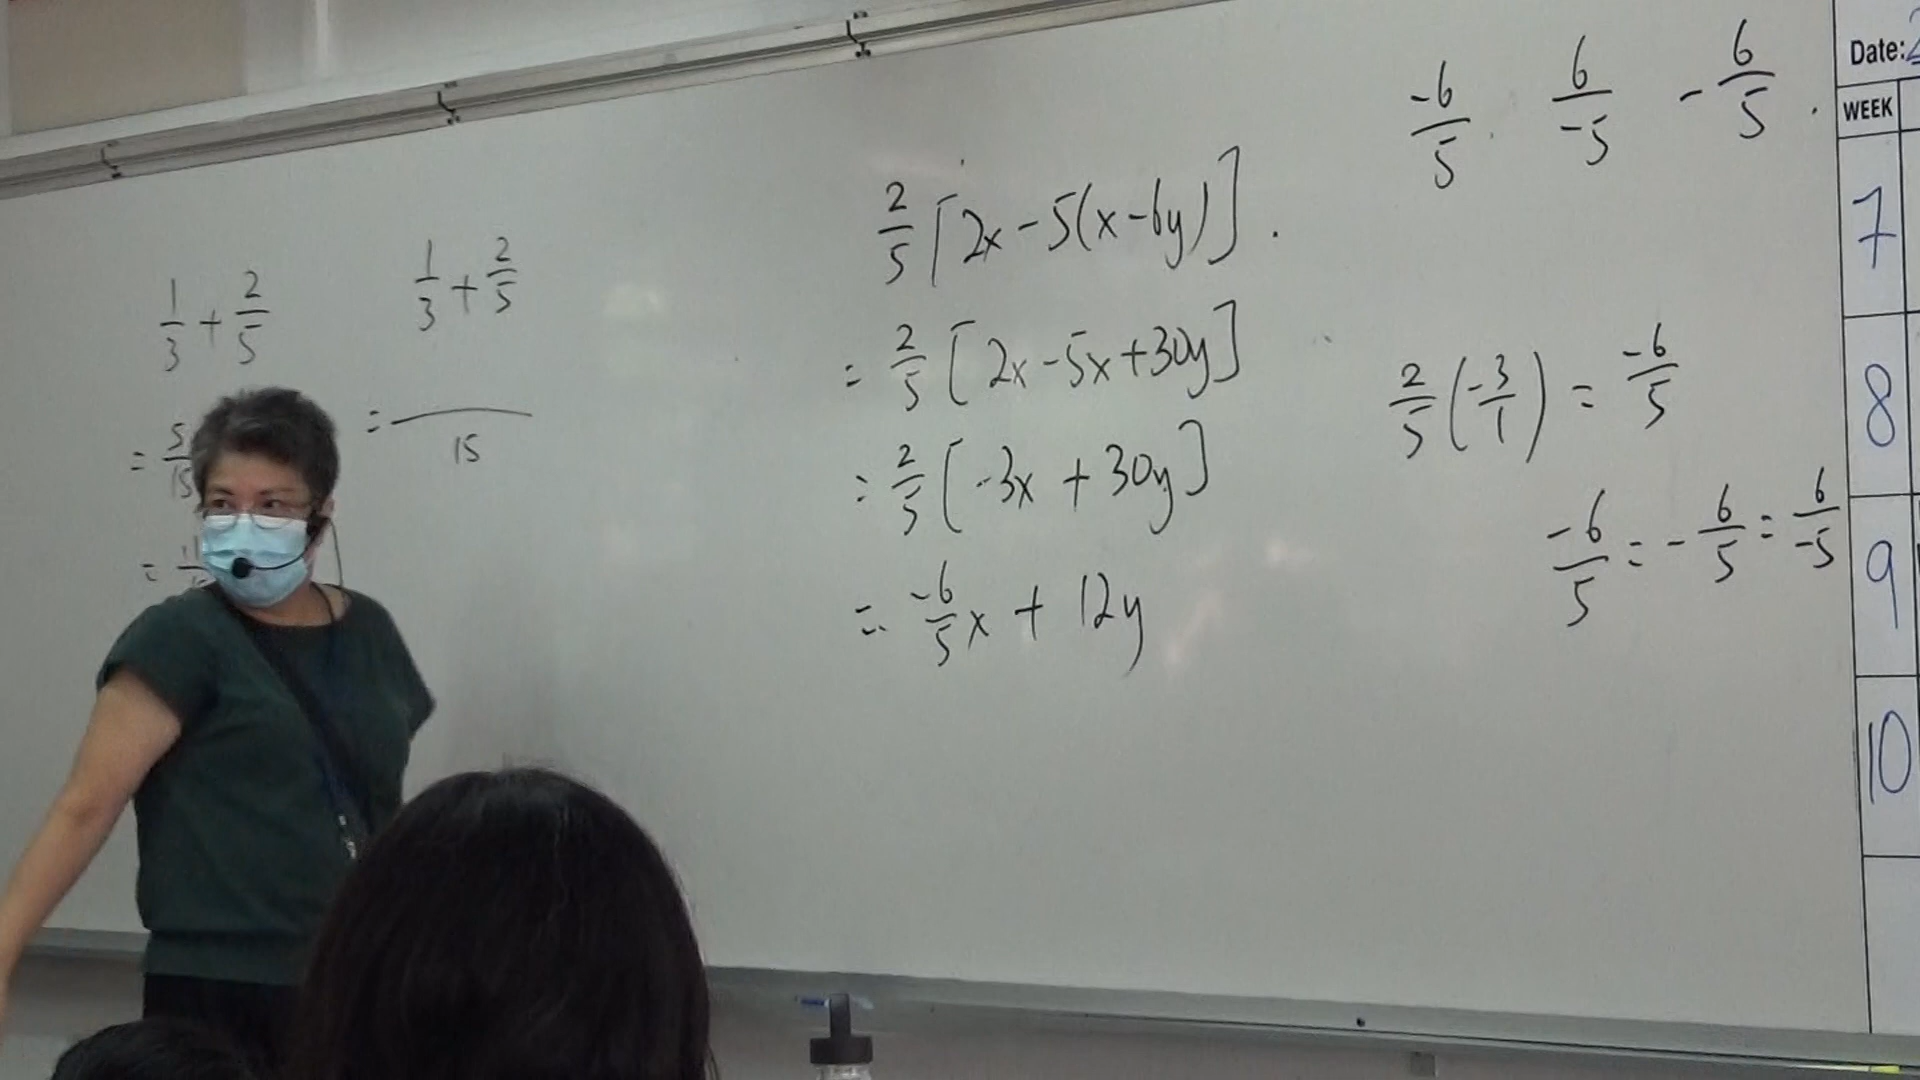 1/3 + 2/5
= 5/15
=
1/3 + 2/5
= /15
2/5 [2x - 5(x - 6y)].
= 2/5 [2x - 5x + 30y]
= 2/5 [-3x + 30y]
= -6/5 x + 12y
-6/5 . 6/-5 - 6/5 .
2/5 (-3/1) = -6/5
-6/5 = - 6/5 = 6/-5
Date:
WEEK
7
8
9
10